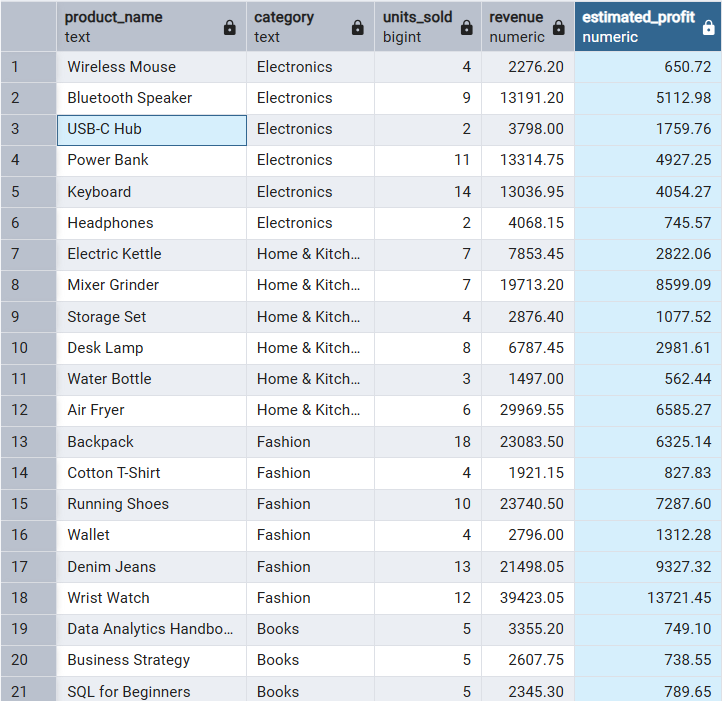 product_name category units_sold revenue estimated_profit
text text bigint numeric numeric
1 Wireless Mouse Electronics 4 2276.20 650.72
2 Bluetooth Speaker Electronics 9 13191.20 5112.98
3 USB-C Hub Electronics 2 3798.00 1759.76
4 Power Bank Electronics 11 13314.75 4927.25
5 Keyboard Electronics 14 13036.95 4054.27
6 Headphones Electronics 2 4068.15 745.57
7 Electric Kettle Home & Kitch... 7 7853.45 2822.06
8 Mixer Grinder Home & Kitch... 7 19713.20 8599.09
9 Storage Set Home & Kitch... 4 2876.40 1077.52
10 Desk Lamp Home & Kitch... 8 6787.45 2981.61
11 Water Bottle Home & Kitch... 3 1497.00 562.44
12 Air Fryer Home & Kitch... 6 29969.55 6585.27
13 Backpack Fashion 18 23083.50 6325.14
14 Cotton T-Shirt Fashion 4 1921.15 827.83
15 Running Shoes Fashion 10 23740.50 7287.60
16 Wallet Fashion 4 2796.00 1312.28
17 Denim Jeans Fashion 13 21498.05 9327.32
18 Wrist Watch Fashion 12 39423.05 13721.45
19 Data Analytics Handbo... Books 5 3355.20 749.10
20 Business Strategy Books 5 2607.75 738.55
21 SQL for Beginners Books 5 2345.30 789.65